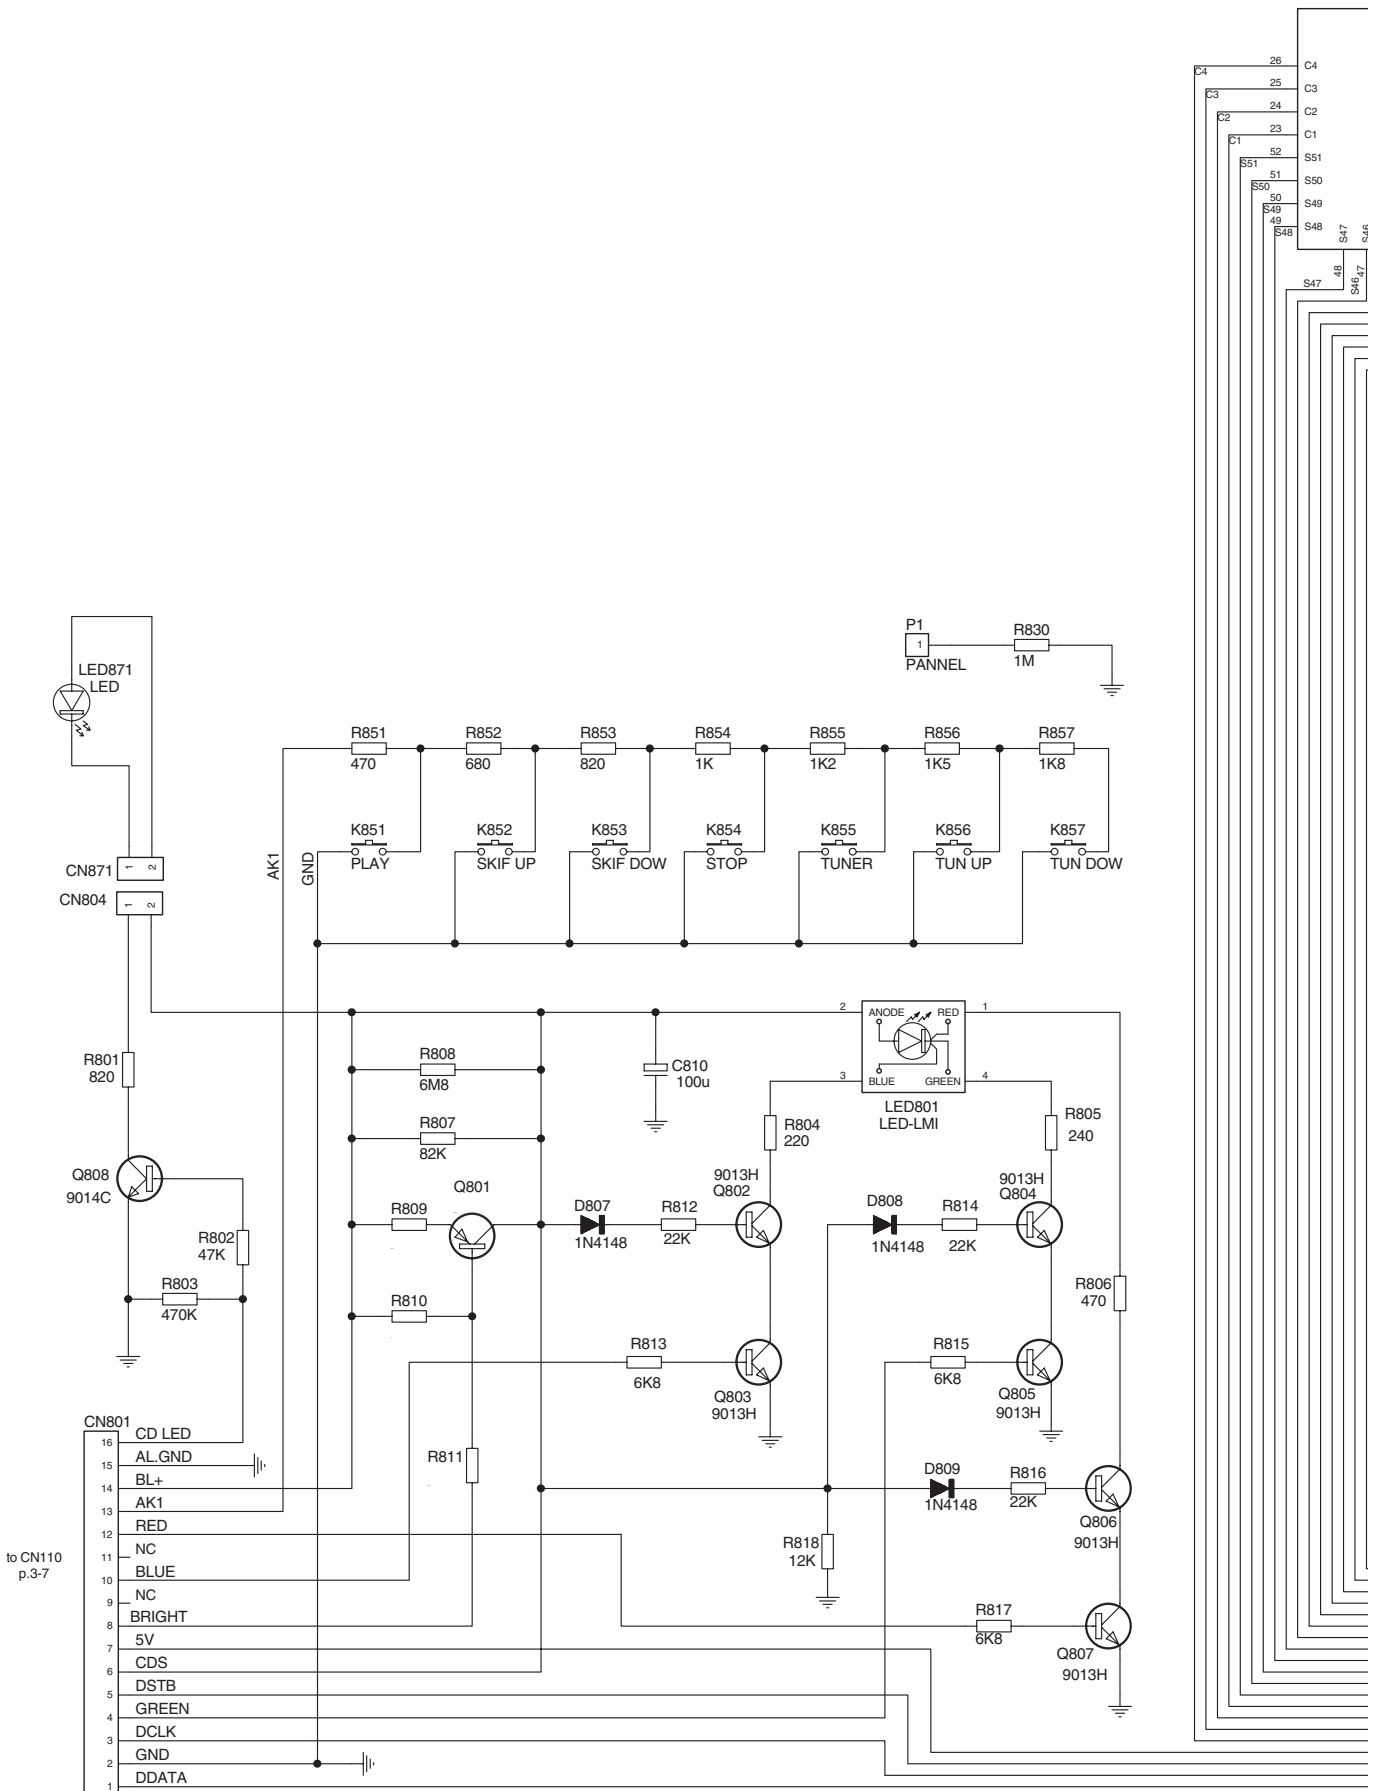 26 C4
C4
25 C3
C3
24 C2
C2
23 C1
C1
52 S51
S51
51 S50
S50
50 S49
S49
49 S48
S48
S47
S46
48
47
S47
S46
P1
1
PANNEL
R830
1M
LED871
LED
R851 R852 R853 R854 R855 R856 R857
470 680 820 1K 1K2 1K5 1K8
K851 K852 K853 K854 K855 K856 K857
PLAY SKIF UP SKIF DOW STOP TUNER TUN UP TUN DOW
AK1
GND
CN871
1 2
CN804
1 2
2 ANODE RED 1
3 BLUE GREEN 4
LED801
LED-LMI
R801
820
R808
6M8
C810
100u
R807
82K
R804
220
R805
240
Q808
9014C
Q801
9013H
Q802
9013H
Q804
R809
D807
1N4148
R812
22K
D808
1N4148
R814
22K
R802
47K
R803
470K
R810
R806
470
R813
6K8
Q803
9013H
R815
6K8
Q805
9013H
R811
D809
1N4148
R816
22K
Q806
9013H
R818
12K
R817
6K8
Q807
9013H
to CN110
p.3-7
CN801
16 CD LED
15 AL.GND
14 BL+
13 AK1
12 RED
11 NC
10 BLUE
9 NC
8 BRIGHT
7 5V
6 CDS
5 DSTB
4 GREEN
3 DCLK
2 GND
1 DDATA